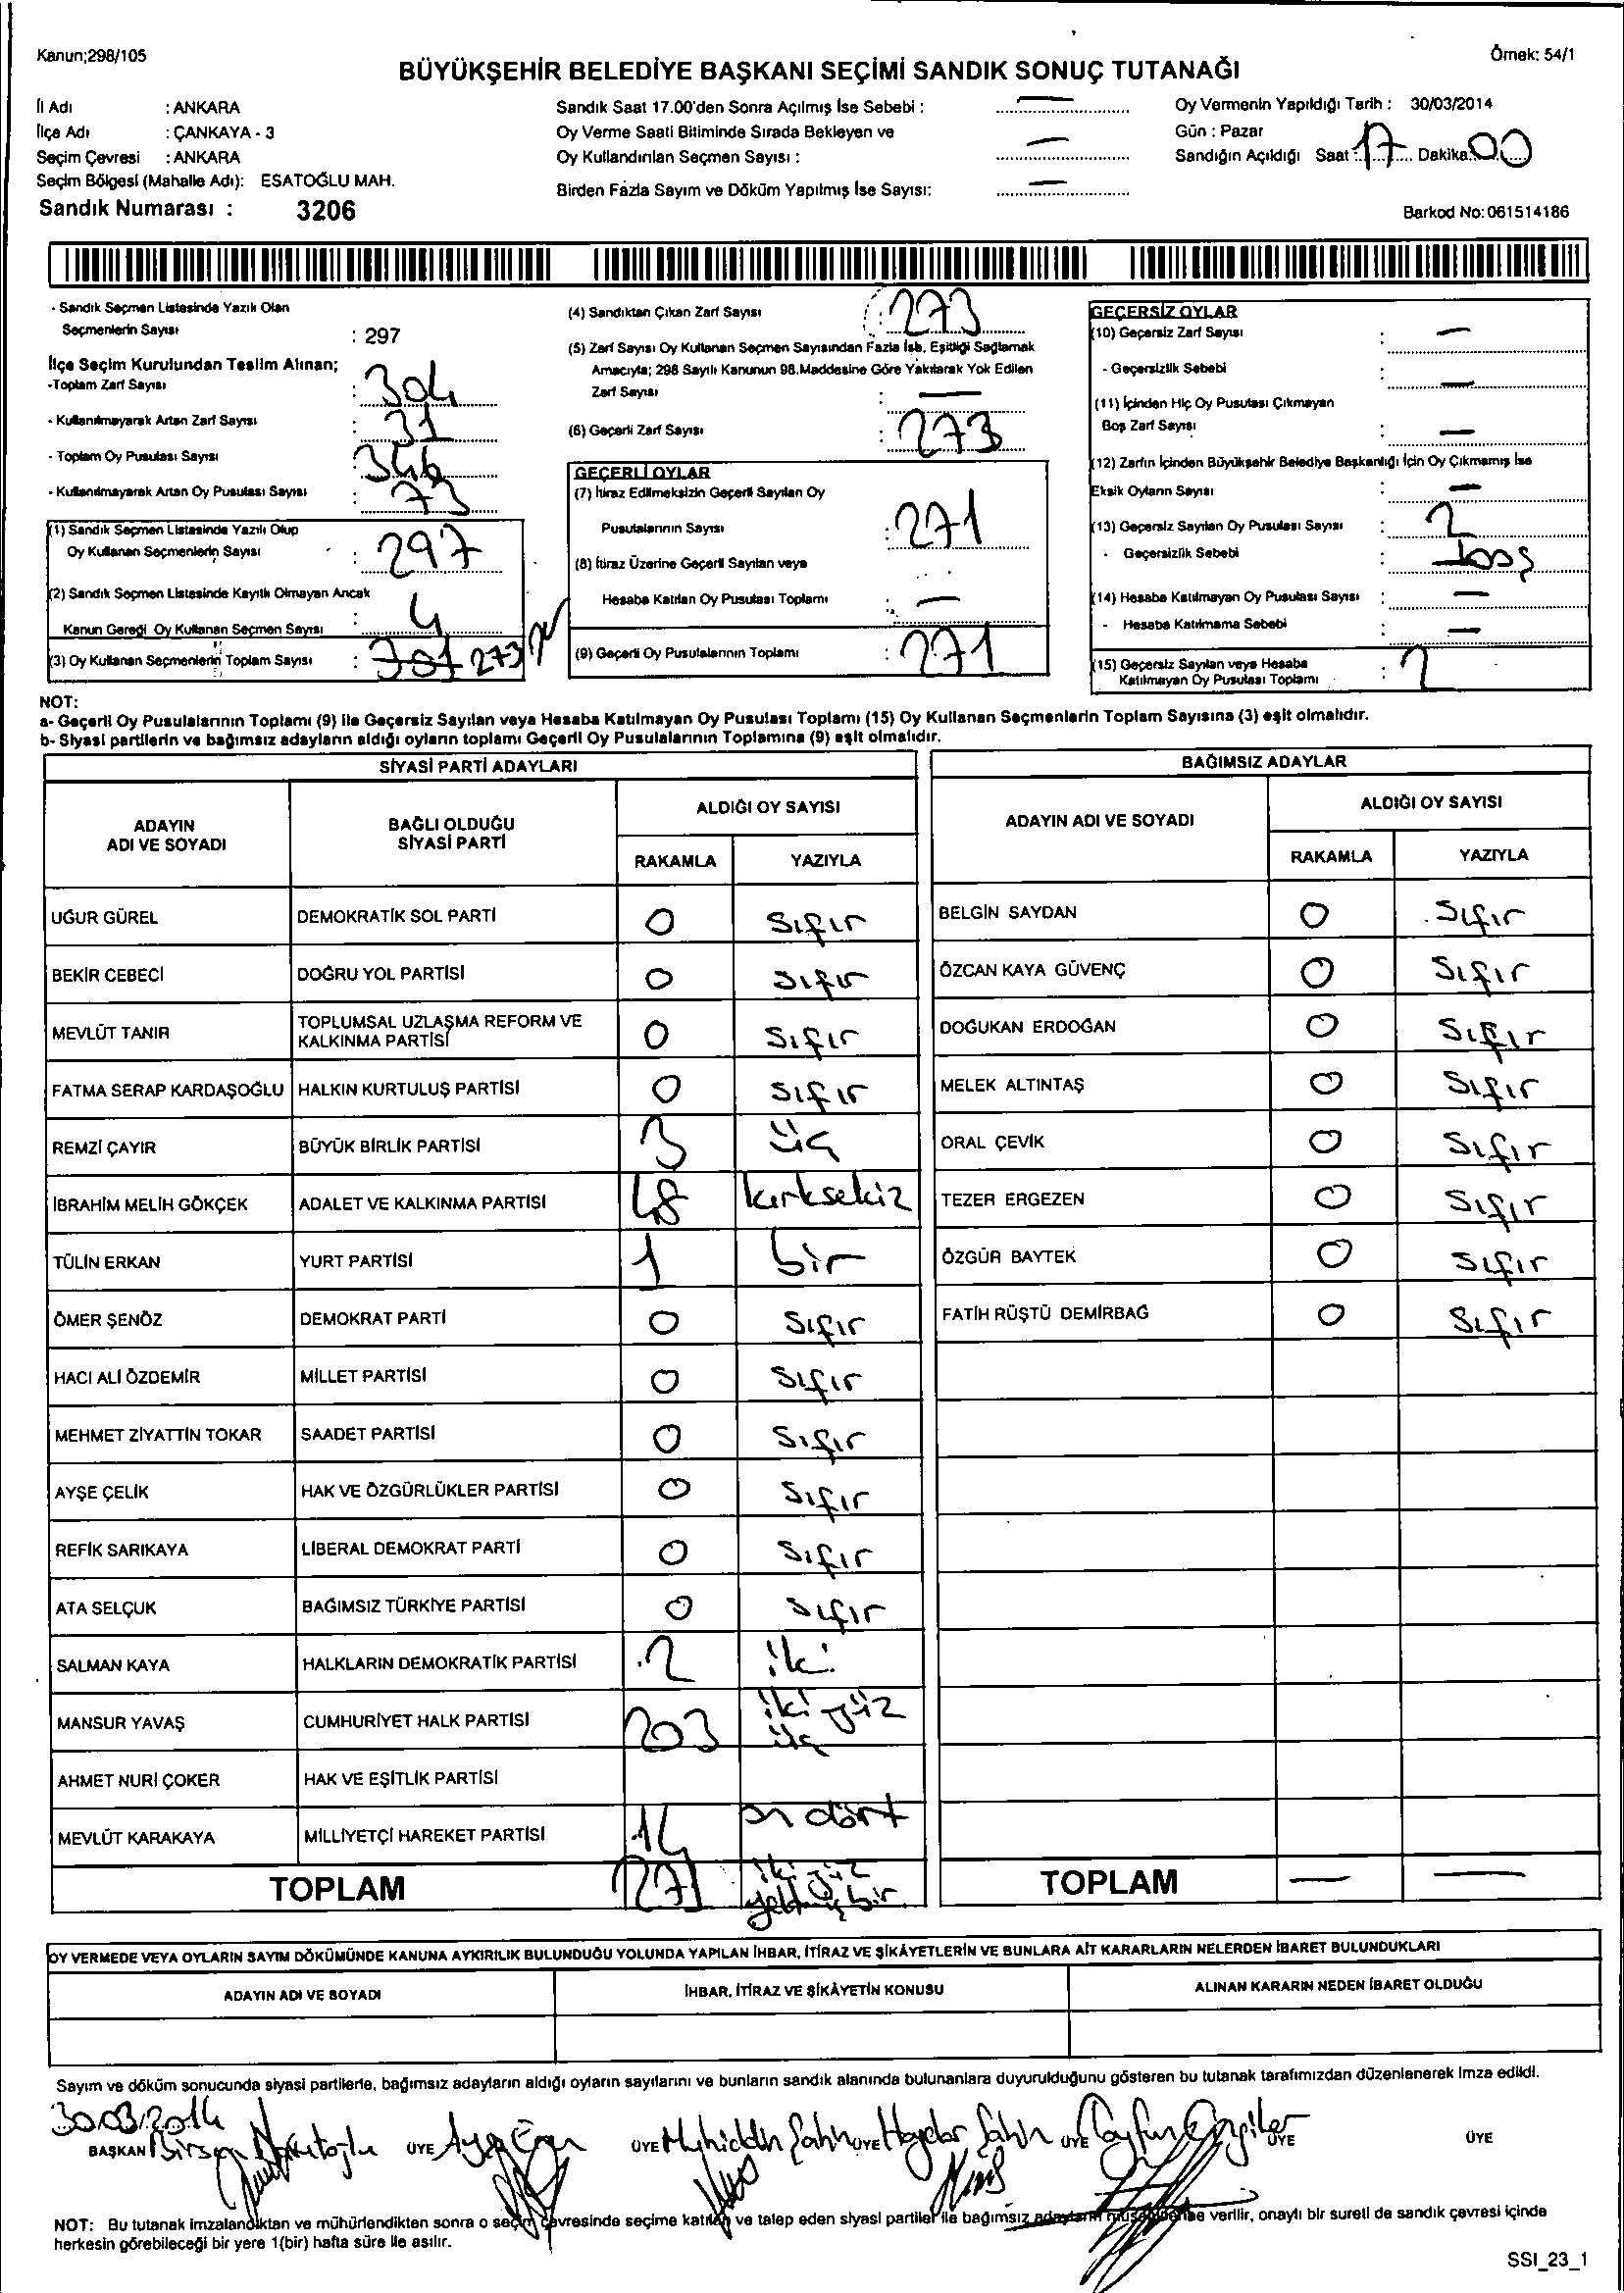 Kanun;298/105
Örnek: 54/1
BÜYÜKŞEHİR BELEDİYE BAŞKANI SEÇİMİ SANDIK SONUÇ TUTANAĞI
İl Adı : ANKARA
İlçe Adı : ÇANKAYA - 3
Seçim Çevresi : ANKARA
Seçim Bölgesi (Mahalle Adı): ESATOĞLU MAH.
Sandık Numarası : 3206
Sandık Saat 17.00'den Sonra Açılmış İse Sebebi : —
Oy Verme Saati Bitiminde Sırada Bekleyen ve
Oy Kullandırılan Seçmen Sayısı : —
Birden Fazla Sayım ve Döküm Yapılmış İse Sayısı: —
Oy Vermenin Yapıldığı Tarih : 30/03/2014
Gün : Pazar
Sandığın Açıldığı Saat : 17 Dakika: 00
Barkod No: 061514186
- Sandık Seçmen Listesinde Yazılı Olan
Seçmenlerin Sayısı : 297
İlçe Seçim Kurulundan Teslim Alınan;
-Toplam Zarf Sayısı : 304
- Kullanılmayarak Artan Zarf Sayısı : 31
- Toplam Oy Pusulası Sayısı : 346
- Kullanılmayarak Artan Oy Pusulası Sayısı : 73
(1) Sandık Seçmen Listesinde Yazılı Olup
Oy Kullanan Seçmenlerin Sayısı : 297
(2) Sandık Seçmen Listesinde Kayıtlı Olmayan Ancak
Kanun Gereği Oy Kullanan Seçmen Sayısı : 4
(3) Oy Kullanan Seçmenlerin Toplam Sayısı : 301 273
(4) Sandıktan Çıkan Zarf Sayısı : 273
(5) Zarf Sayısı Oy Kullanan Seçmen Sayısından Fazla İse, Eşitliği Sağlamak
Amacıyla; 298 Sayılı Kanunun 98.Maddesine Göre Yakılarak Yok Edilen
Zarf Sayısı : —
(6) Geçerli Zarf Sayısı : 273
GEÇERLİ OYLAR
(7) İtiraz Edilmeksizin Geçerli Sayılan Oy
Pusulalarının Sayısı : 271
(8) İtiraz Üzerine Geçerli Sayılan veya
Hesaba Katılan Oy Pusulası Toplamı : —
(9) Geçerli Oy Pusulalarının Toplamı : 271
GEÇERSİZ OYLAR
(10) Geçersiz Zarf Sayısı : —
- Geçersizlik Sebebi : —
(11) İçinden Hiç Oy Pusulası Çıkmayan
Boş Zarf Sayısı : —
(12) Zarfın İçinden Büyükşehir Belediye Başkanlığı İçin Oy Çıkmamış İse
Eksik Oyların Sayısı : —
(13) Geçersiz Sayılan Oy Pusulası Sayısı : 2
- Geçersizlik Sebebi : boş
(14) Hesaba Katılmayan Oy Pusulası Sayısı : —
- Hesaba Katılmama Sebebi : —
(15) Geçersiz Sayılan veya Hesaba
Katılmayan Oy Pusulası Toplamı : 2
NOT:
a- Geçerli Oy Pusulalarının Toplamı (9) ile Geçersiz Sayılan veya Hesaba Katılmayan Oy Pusulası Toplamı (15) Oy Kullanan Seçmenlerin Toplam Sayısına (3) eşit olmalıdır.
b- Siyasi partilerin ve bağımsız adayların aldığı oyların toplamı Geçerli Oy Pusulalarının Toplamına (9) eşit olmalıdır.
SİYASİ PARTİ ADAYLARI
ADAYIN ADI VE SOYADI BAĞLI OLDUĞU SİYASİ PARTİ ALDIĞI OY SAYISI
RAKAMLA YAZIYLA
UĞUR GÜREL DEMOKRATİK SOL PARTİ 0 Sıfır
BEKİR CEBECİ DOĞRU YOL PARTİSİ 0 Sıfır
MEVLÜT TANIR TOPLUMSAL UZLAŞMA REFORM VE KALKINMA PARTİSİ 0 Sıfır
FATMA SERAP KARDAŞOĞLU HALKIN KURTULUŞ PARTİSİ 0 Sıfır
REMZİ ÇAYIR BÜYÜK BİRLİK PARTİSİ 3 üç
İBRAHİM MELİH GÖKÇEK ADALET VE KALKINMA PARTİSİ 48 kırksekiz
TÜLİN ERKAN YURT PARTİSİ 1 bir
ÖMER ŞENÖZ DEMOKRAT PARTİ 0 Sıfır
HACI ALİ ÖZDEMİR MİLLET PARTİSİ 0 Sıfır
MEHMET ZİYATTİN TOKAR SAADET PARTİSİ 0 Sıfır
AYŞE ÇELİK HAK VE ÖZGÜRLÜKLER PARTİSİ 0 Sıfır
REFİK SARIKAYA LİBERAL DEMOKRAT PARTİ 0 Sıfır
ATA SELÇUK BAĞIMSIZ TÜRKİYE PARTİSİ 0 Sıfır
SALMAN KAYA HALKLARIN DEMOKRATİK PARTİSİ 2 iki
MANSUR YAVAŞ CUMHURİYET HALK PARTİSİ 203 iki yüz üç
AHMET NURİ ÇOKER HAK VE EŞİTLİK PARTİSİ
MEVLÜT KARAKAYA MİLLİYETÇİ HAREKET PARTİSİ 14 on dört
TOPLAM 271 iki yüz yetmiş bir
BAĞIMSIZ ADAYLAR
ADAYIN ADI VE SOYADI ALDIĞI OY SAYISI
RAKAMLA YAZIYLA
BELGİN SAYDAN 0 Sıfır
ÖZCAN KAYA GÜVENÇ 0 Sıfır
DOĞUKAN ERDOĞAN 0 Sıfır
MELEK ALTINTAŞ 0 Sıfır
ORAL ÇEVİK 0 Sıfır
TEZER ERGEZEN 0 Sıfır
ÖZGÜR BAYTEK 0 Sıfır
FATİH RÜŞTÜ DEMİRBAĞ 0 Sıfır
TOPLAM — —
OY VERMEDE VEYA OYLARIN SAYIM DÖKÜMÜNDE KANUNA AYKIRILIK BULUNDUĞU YOLUNDA YAPILAN İHBAR, İTİRAZ VE ŞİKÂYETLERİN VE BUNLARA AİT KARARLARIN NELERDEN İBARET BULUNDUKLARI
ADAYIN ADI VE SOYADI İHBAR, İTİRAZ VE ŞİKÂYETİN KONUSU ALINAN KARARIN NEDEN İBARET OLDUĞU
Sayım ve döküm sonucunda siyasi partilerle, bağımsız adayların aldığı oyların sayılarını ve bunların sandık alanında bulunanlara duyurulduğunu gösteren bu tutanak tarafımızdan düzenlenerek imza edildi.
30.03.2014
BAŞKAN Birsen ÜYE Ayşe ÜYE Muhiddin Şahin ÜYE Haydar Şahin ÜYE Tayfun ÜYE ÜYE
NOT: Bu tutanak imzalandıktan ve mühürlendikten sonra o seçim çevresinde seçime katılan ve talep eden siyasi partiler ile bağımsız adayların verilir, onaylı bir sureti de sandık çevresi içinde
herkesin görebileceği bir yere 1(bir) hafta süre ile asılır.
SSI_23_1